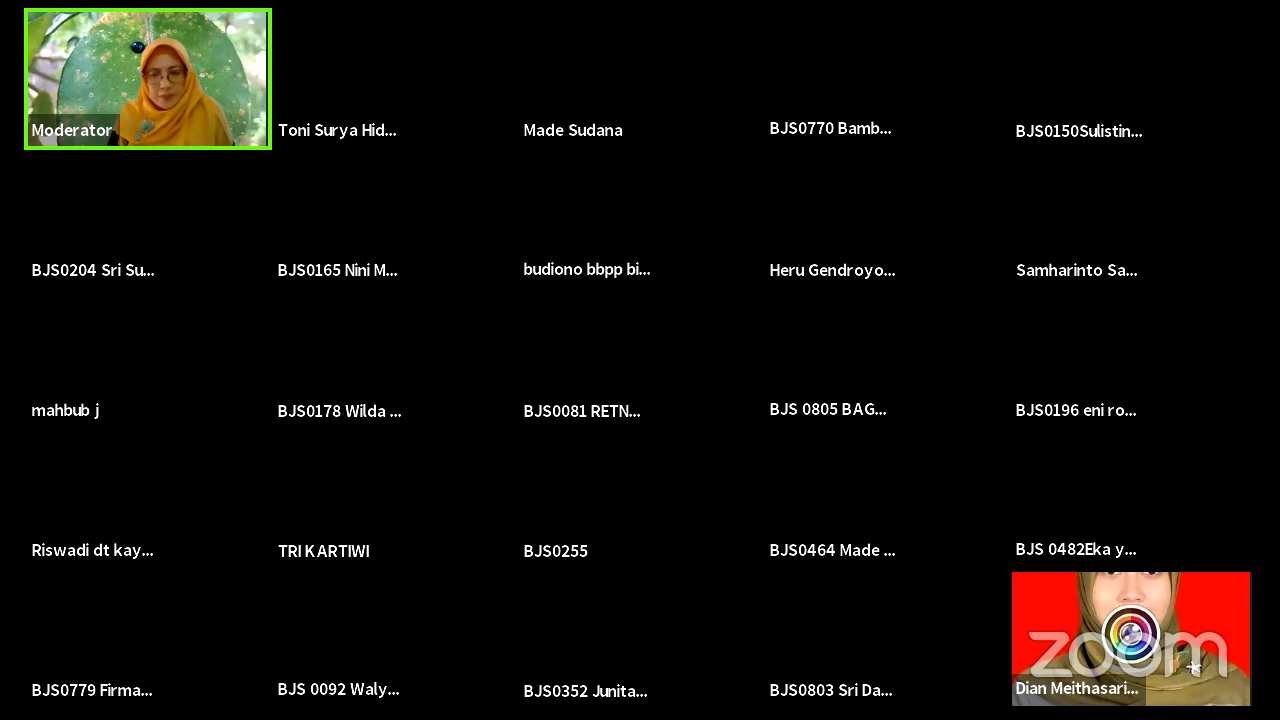 Moderator
Toni Surya Hid...
Made Sudana
BJS0770 Bamb...
BJS0150Sulistin...
BJS0204 Sri Su...
BJS0165 Nini M...
budiono bbpp bi...
Heru Gendroyo...
Samharinto Sa...
mahbub j
BJS0178 Wilda ...
BJS0081 RETN...
BJS 0805 BAG...
BJS0196 eni ro...
Riswadi dt kay...
TRI KARTIWI
BJS0255
BJS0464 Made ...
BJS 0482Eka y...
BJS0779 Firma...
BJS 0092 Waly...
BJS0352 Junita...
BJS0803 Sri Da...
zoom
Dian Meithasari...